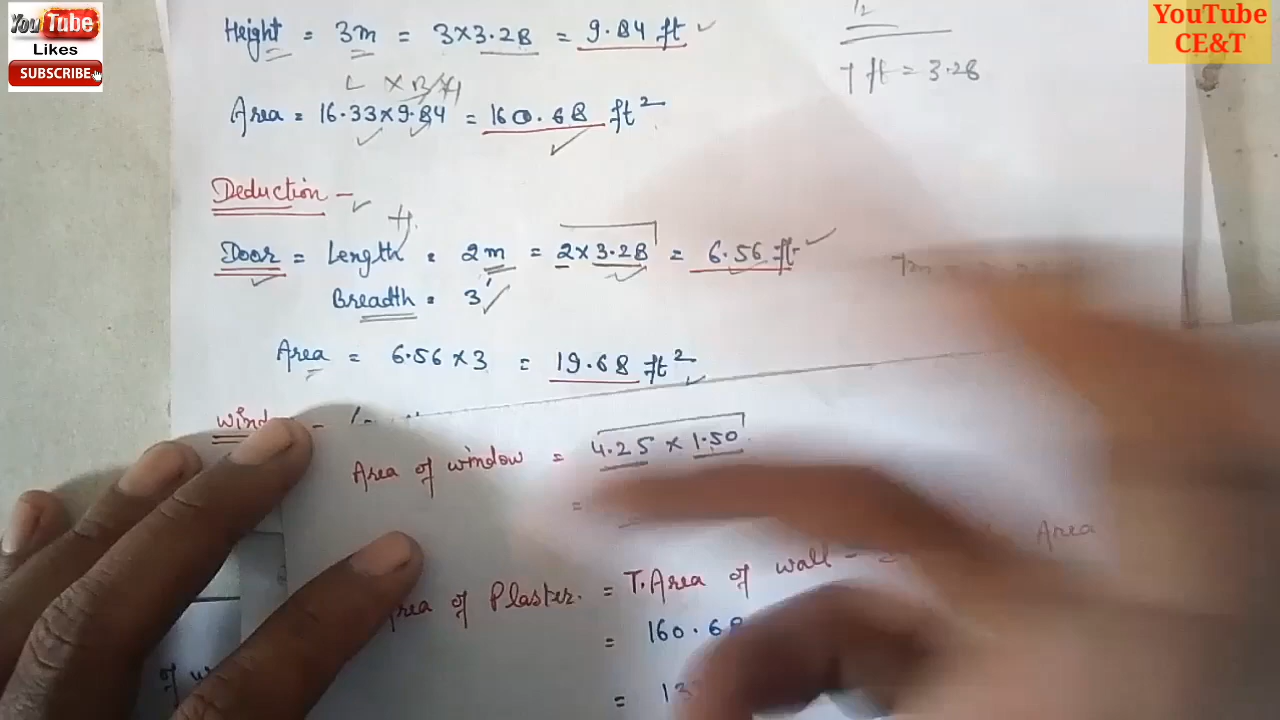 YouTube
Likes
SUBSCRIBE
YouTube
CE&T
Height = 3m = 3×3.28 = 9.84 ft
1 ft = 3.28
L × B/H
Area = 16.33×9.84 = 160.68 ft²
Deduction -
H
Door = Length = 2m = 2×3.28 = 6.56 ft
Breadth = 3'
Area = 6.56×3 = 19.68 ft²
Area of window = 4.25 × 1.50
=
Area of Plaster. = T.Area of wall - Area
= 160.68
= 13
of